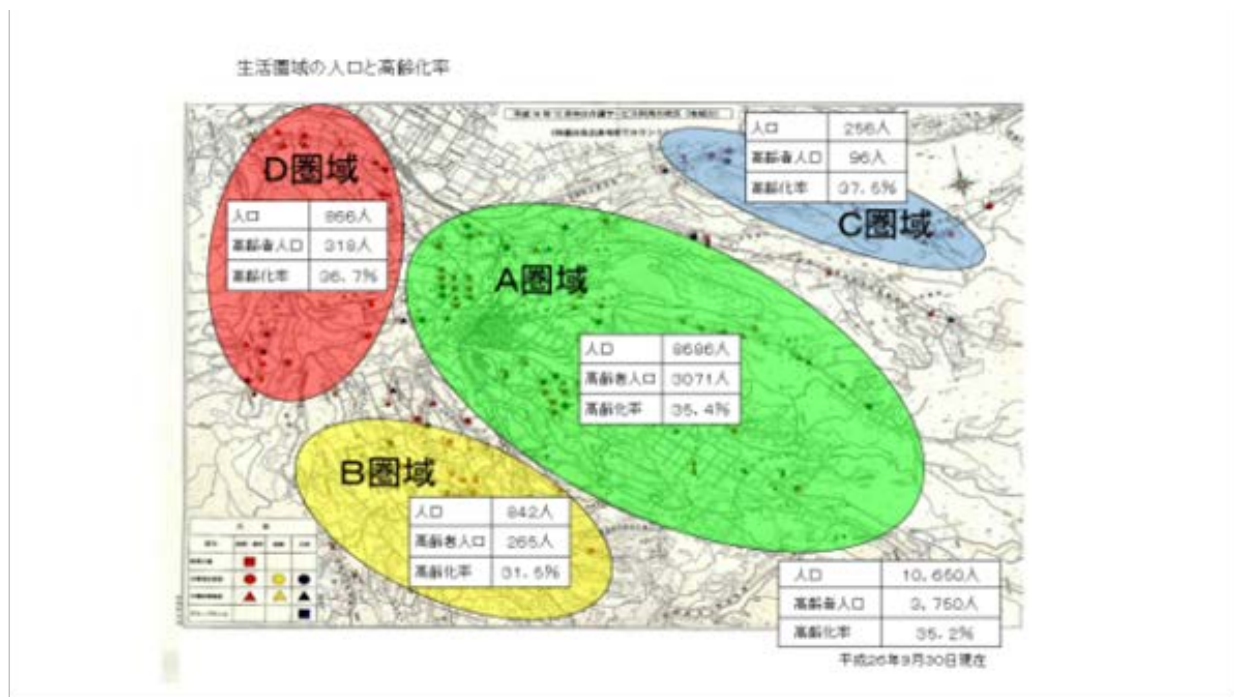 生活圏域の人口と高齢化率
D圏域
人口 866人
高齢者人口 318人
高齢化率 36.7%
人口 256人
高齢者人口 96人
高齢化率 37.5%
C圏域
A圏域
人口 8686人
高齢者人口 3071人
高齢化率 35.4%
B圏域
人口 842人
高齢者人口 265人
高齢化率 31.5%
人口 10,650人
高齢者人口 3,750人
高齢化率 35.2%
平成26年9月30日現在